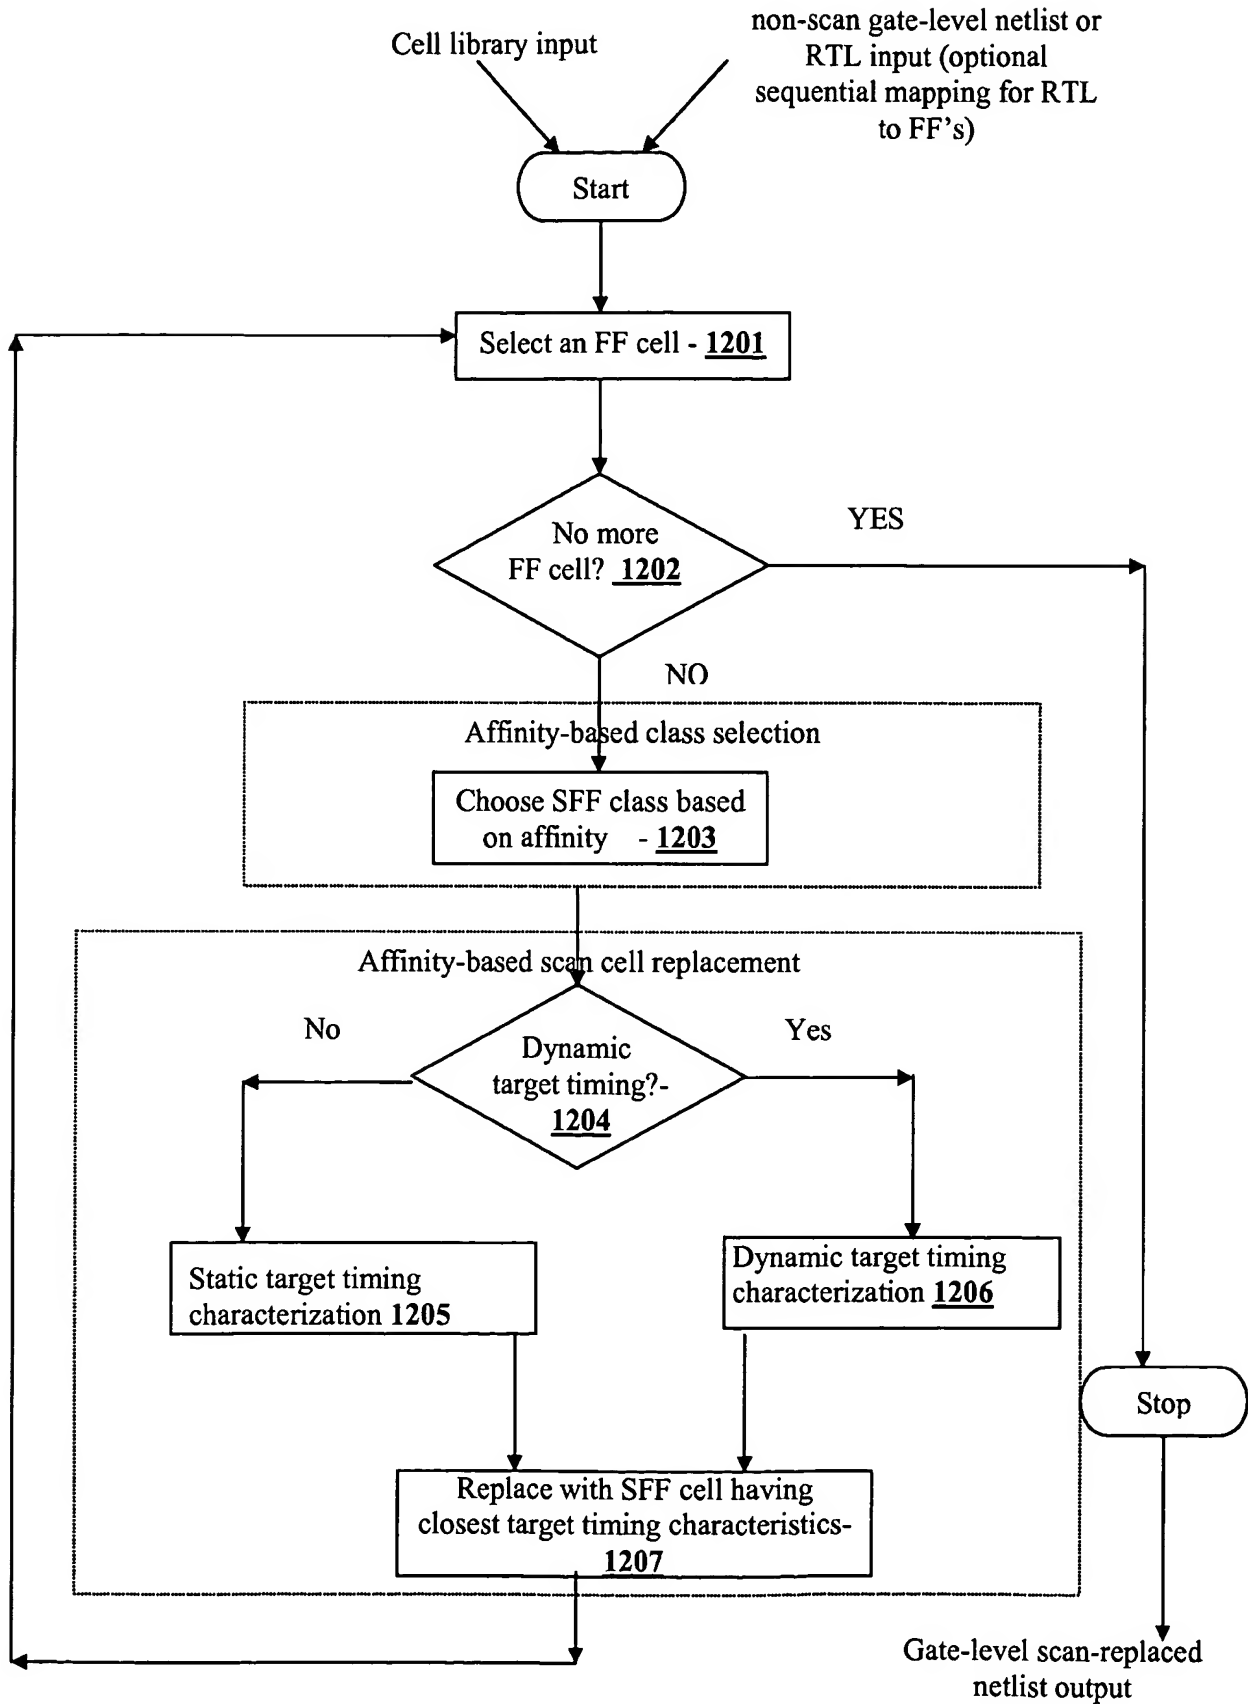 non-scan gate-level netlist or
Cell library input
RTL input (optional
sequential mapping for RTL
to FF's)
Start
Select an FF cell - 1201
No more
FF cell? 1202
YES
NO
Affinity-based class selection
Choose SFF class based
on affinity - 1203
Affinity-based scan cell replacement
No
Yes
Dynamic
target timing?-
1204
Static target timing
characterization 1205
Dynamic target timing
characterization 1206
Stop
Replace with SFF cell having
closest target timing characteristics-
1207
Gate-level scan-replaced
netlist output